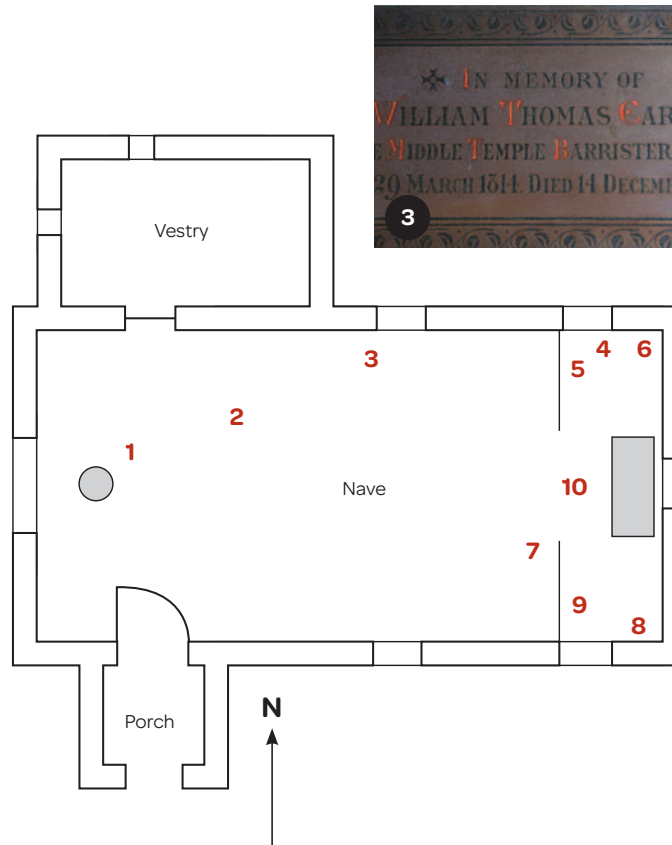 IN MEMORY OF
WILLIAM THOMAS
MIDDLE TEMPLE BARRISTER
29 MARCH 1814. DIED 14 DECEM
3
Vestry
3
4
6
5
2
1
Nave
10
7
9
8
Porch
N